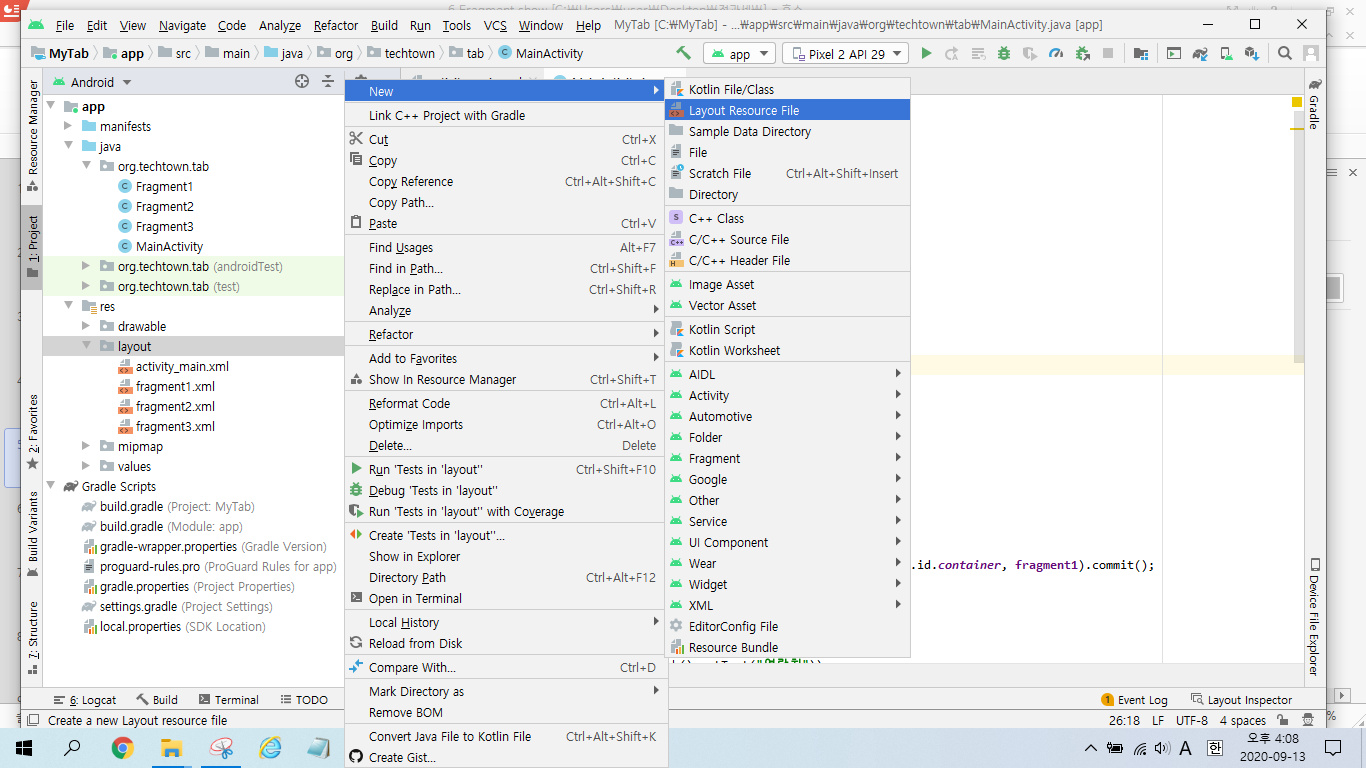 File Edit View Navigate Code Analyze Refactor Build Run Tools VCS Window Help MyTab [C:₩MyTab] - ...₩app₩src₩main₩java₩org₩techtown₩tab₩MainActivity.java [app]
MyTab app src main java org techtown tab MainActivity
app
Pixel 2 API 29
Resource Manager
1: Project
2: Favorites
Build Variants
7: Structure
Android
app
manifests
java
org.techtown.tab
Fragment1
Fragment2
Fragment3
MainActivity
org.techtown.tab (androidTest)
org.techtown.tab (test)
res
drawable
layout
activity_main.xml
fragment1.xml
fragment2.xml
fragment3.xml
mipmap
values
Gradle Scripts
build.gradle (Project: MyTab)
build.gradle (Module: app)
gradle-wrapper.properties (Gradle Version)
proguard-rules.pro (ProGuard Rules for app)
gradle.properties (Project Properties)
settings.gradle (Project Settings)
local.properties (SDK Location)
New
Link C++ Project with Gradle
Cut Ctrl+X
Copy Ctrl+C
Copy Reference Ctrl+Alt+Shift+C
Copy Path...
Paste Ctrl+V
Find Usages Alt+F7
Find in Path... Ctrl+Shift+F
Replace in Path... Ctrl+Shift+R
Analyze
Refactor
Add to Favorites
Show In Resource Manager Ctrl+Shift+T
Reformat Code Ctrl+Alt+L
Optimize Imports Ctrl+Alt+O
Delete... Delete
Run 'Tests in 'layout'' Ctrl+Shift+F10
Debug 'Tests in 'layout''
Run 'Tests in 'layout'' with Coverage
Create 'Tests in 'layout''...
Show in Explorer
Directory Path Ctrl+Alt+F12
Open in Terminal
Local History
Reload from Disk
Compare With... Ctrl+D
Mark Directory as
Remove BOM
Convert Java File to Kotlin File Ctrl+Alt+Shift+K
Create Gist...
Kotlin File/Class
Layout Resource File
Sample Data Directory
File
Scratch File Ctrl+Alt+Shift+Insert
Directory
C++ Class
C/C++ Source File
C/C++ Header File
Image Asset
Vector Asset
Kotlin Script
Kotlin Worksheet
AIDL
Activity
Automotive
Folder
Fragment
Google
Other
Service
UI Component
Wear
Widget
XML
EditorConfig File
Resource Bundle
.id.container, fragment1).commit();
Gradle
Device File Explorer
6: Logcat Build Terminal TODO
1 Event Log Layout Inspector
Create a new Layout resource file
26:18 LF UTF-8 4 spaces
A 한 오후 4:08
2020-09-13